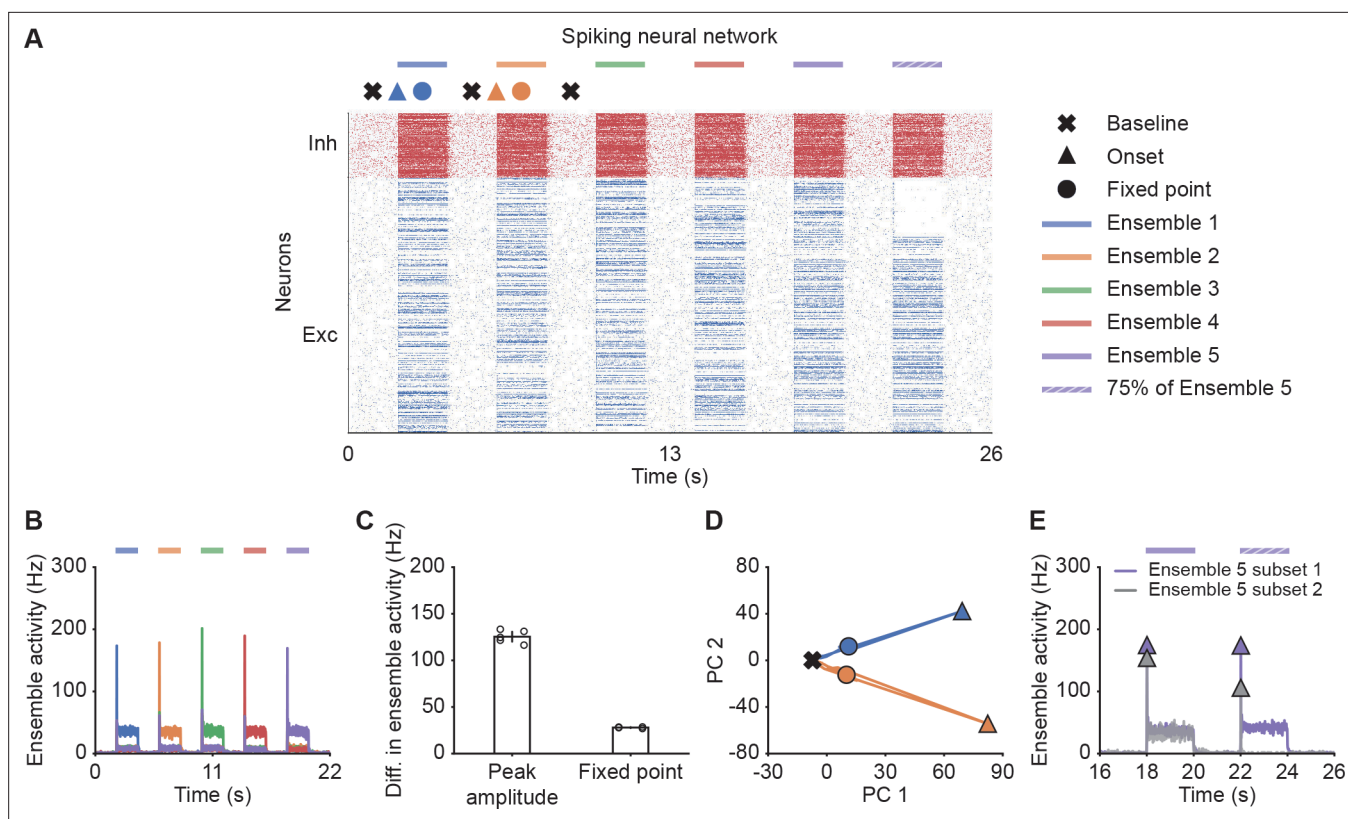 A
Spiking neural network
Inh
Exc
Neurons
0
13
26
Time (s)
Baseline
Onset
Fixed point
Ensemble 1
Ensemble 2
Ensemble 3
Ensemble 4
Ensemble 5
75% of Ensemble 5
B
Ensemble activity (Hz)
300
200
100
0
0
11
22
Time (s)
C
Diff. in ensemble activity (Hz)
200
150
100
50
0
Peak
amplitude
Fixed point
D
PC 2
80
40
0
-40
-80
-30
0
30
60
90
PC 1
E
Ensemble activity (Hz)
300
200
100
0
Ensemble 5 subset 1
Ensemble 5 subset 2
16
18
20
22
24
26
Time (s)